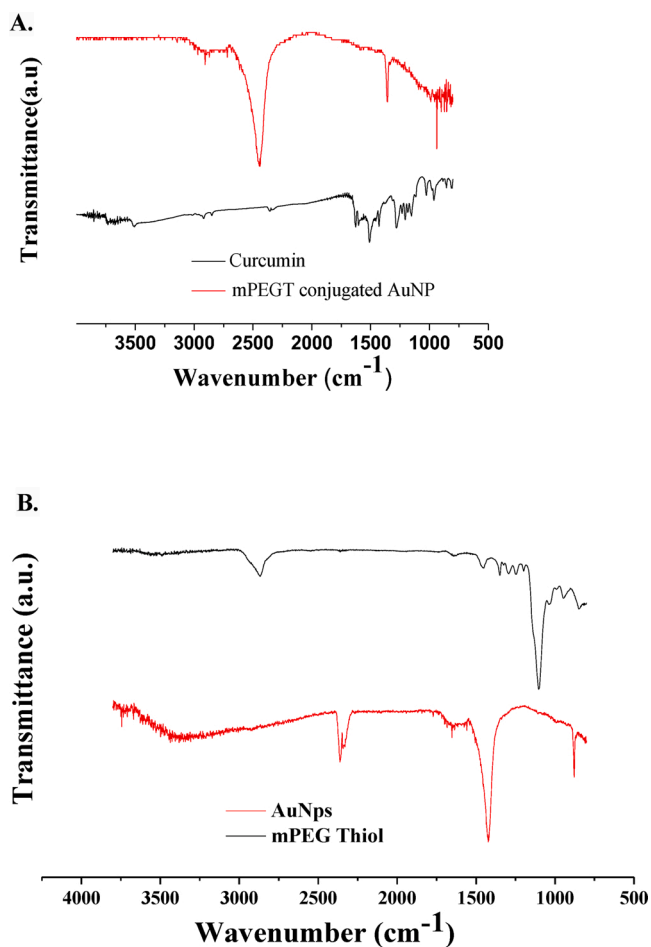 A.
Transmittance(a.u)
Curcumin
mPEGT conjugated AuNP
3500 3000 2500 2000 1500 1000 500
Wavenumber (cm-1)
B.
Transmittance (a.u.)
AuNps
mPEG Thiol
4000 3500 3000 2500 2000 1500 1000 500
Wavenumber (cm-1)